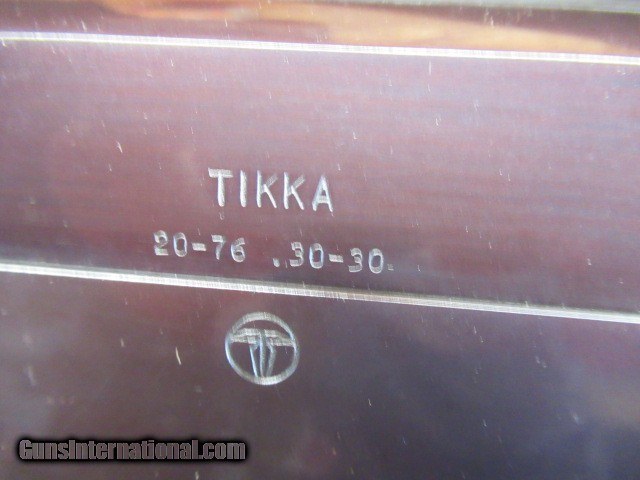 TIKKA
20-76 .30-30.
GunsInternational.com